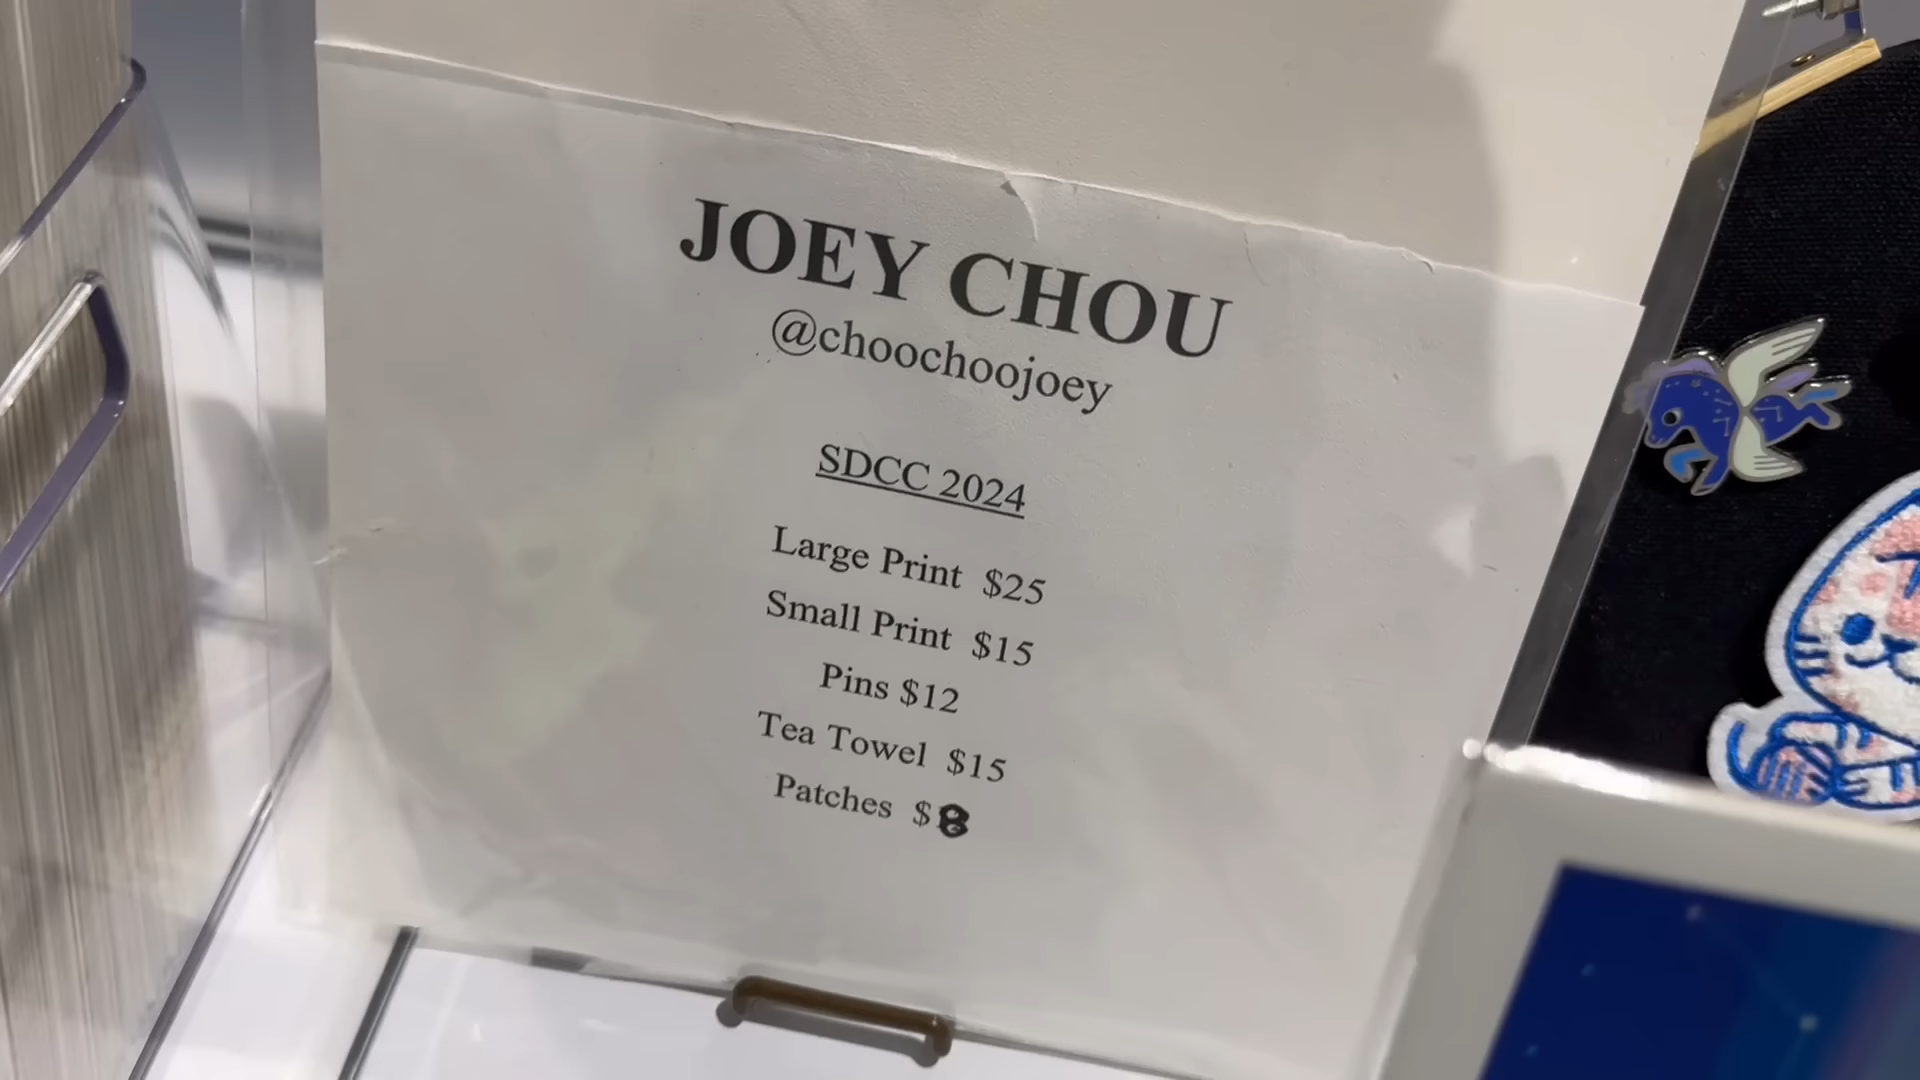 JOEY CHOU
@choochoojoey
SDCC 2024
Large Print $25
Small Print $15
Pins $12
Tea Towel $15
Patches $8